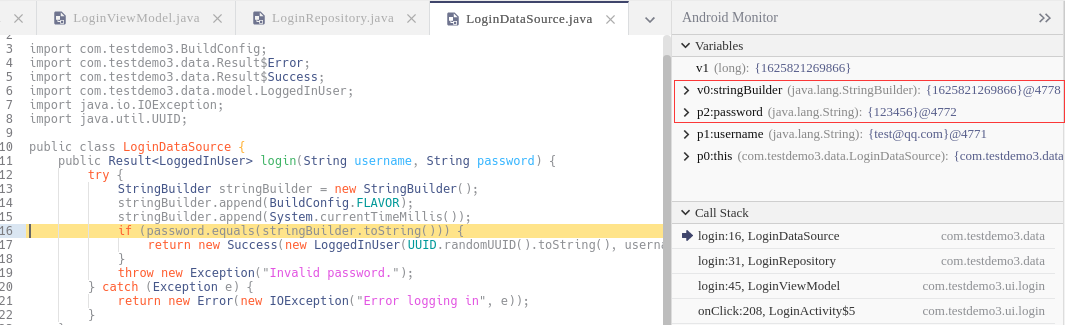 LoginViewModel.java
LoginRepository.java
LoginDataSource.java
2
3 import com.testdemo3.BuildConfig;
4 import com.testdemo3.data.Result$Error;
5 import com.testdemo3.data.Result$Success;
6 import com.testdemo3.data.model.LoggedInUser;
7 import java.io.IOException;
8 import java.util.UUID;
9
10 public class LoginDataSource {
11 public Result<LoggedInUser> login(String username, String password) {
12 try {
13 StringBuilder stringBuilder = new StringBuilder();
14 stringBuilder.append(BuildConfig.FLAVOR);
15 stringBuilder.append(System.currentTimeMillis());
16 if (password.equals(stringBuilder.toString())) {
17 return new Success(new LoggedInUser(UUID.randomUUID().toString(), userna
18 }
19 throw new Exception("Invalid password.");
20 } catch (Exception e) {
21 return new Error(new IOException("Error logging in", e));
22 }
Android Monitor
Variables
v1 (long): {1625821269866}
v0:stringBuilder (java.lang.StringBuilder): {1625821269866}@4778
p2:password (java.lang.String): {123456}@4772
p1:username (java.lang.String): {test@qq.com}@4771
p0:this (com.testdemo3.data.LoginDataSource): {com.testdemo3.data
Call Stack
login:16, LoginDataSource com.testdemo3.data
login:31, LoginRepository com.testdemo3.data
login:45, LoginViewModel com.testdemo3.ui.login
onClick:208, LoginActivity$5 com.testdemo3.ui.login